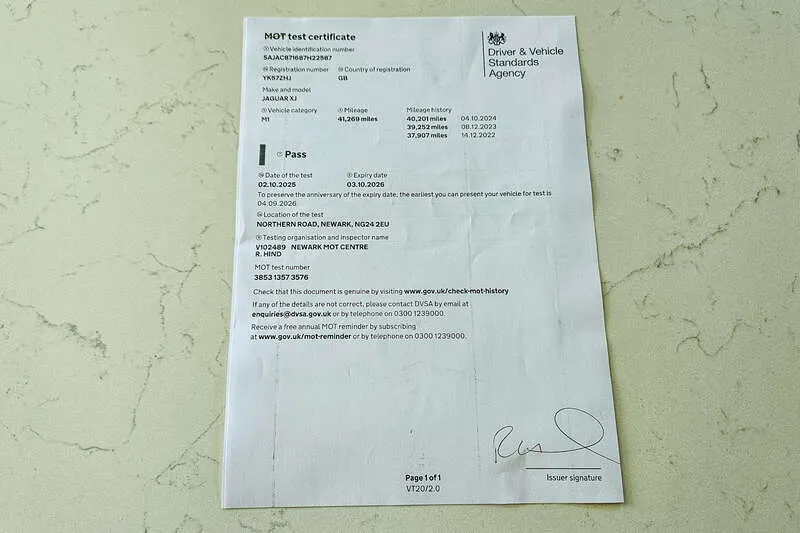 MOT test certificate
Driver & Vehicle
Standards
Agency
Vehicle identification number
SAJAC871687H22587
Registration number Country of registration
YK57ZHJ GB
Make and model
JAGUAR XJ
Vehicle category Mileage Mileage history
M1 41,269 miles 40,201 miles 04.10.2024
39,252 miles 08.12.2023
37,907 miles 14.12.2022
Pass
Date of the test Expiry date
02.10.2025 03.10.2026
To preserve the anniversary of the expiry date, the earliest you can present your vehicle for test is
04.09.2026.
Location of the test
NORTHERN ROAD, NEWARK, NG24 2EU
Testing organisation and inspector name
V102489 NEWARK MOT CENTRE
R. HIND
MOT test number
3853 1357 3576
Check that this document is genuine by visiting www.gov.uk/check-mot-history
If any of the details are not correct, please contact DVSA by email at
enquiries@dvsa.gov.uk or by telephone on 0300 1239000.
Receive a free annual MOT reminder by subscribing
at www.gov.uk/mot-reminder or by telephone on 0300 1239000.
Issuer signature
Page 1 of 1
VT20/2.0